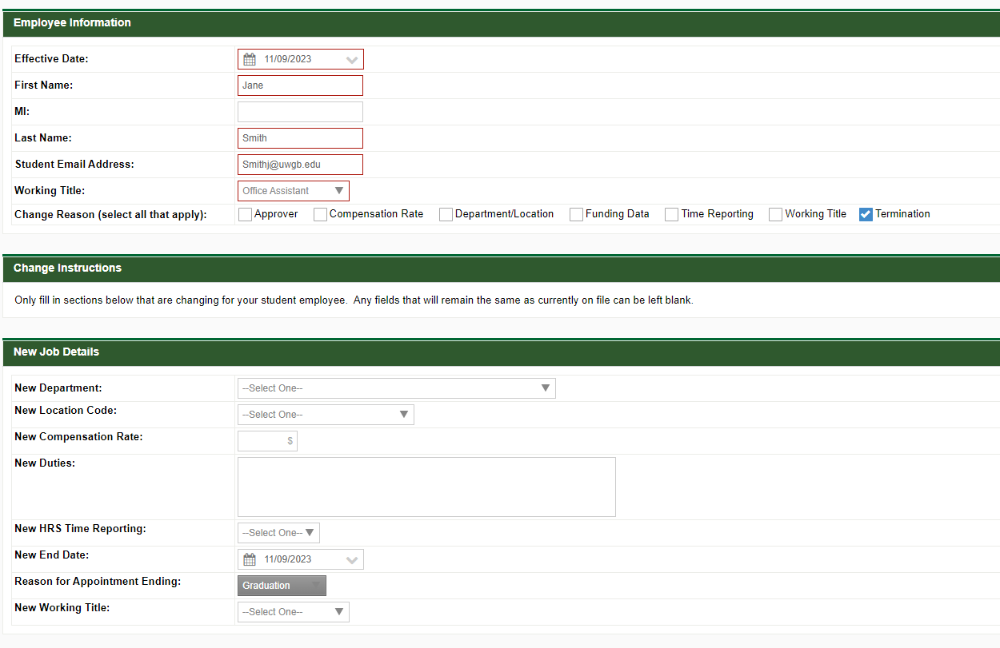 Employee Information
Effective Date: 11/09/2023
First Name: Jane
MI:
Last Name: Smith
Student Email Address: Smithj@uwgb.edu
Working Title: Office Assistant
Change Reason (select all that apply): Approver Compensation Rate Department/Location Funding Data Time Reporting Working Title Termination
Change Instructions
Only fill in sections below that are changing for your student employee. Any fields that will remain the same as currently on file can be left blank.
New Job Details
New Department: --Select One--
New Location Code: --Select One--
New Compensation Rate: $
New Duties:
New HRS Time Reporting: --Select One--
New End Date: 11/09/2023
Reason for Appointment Ending: Graduation
New Working Title: --Select One--